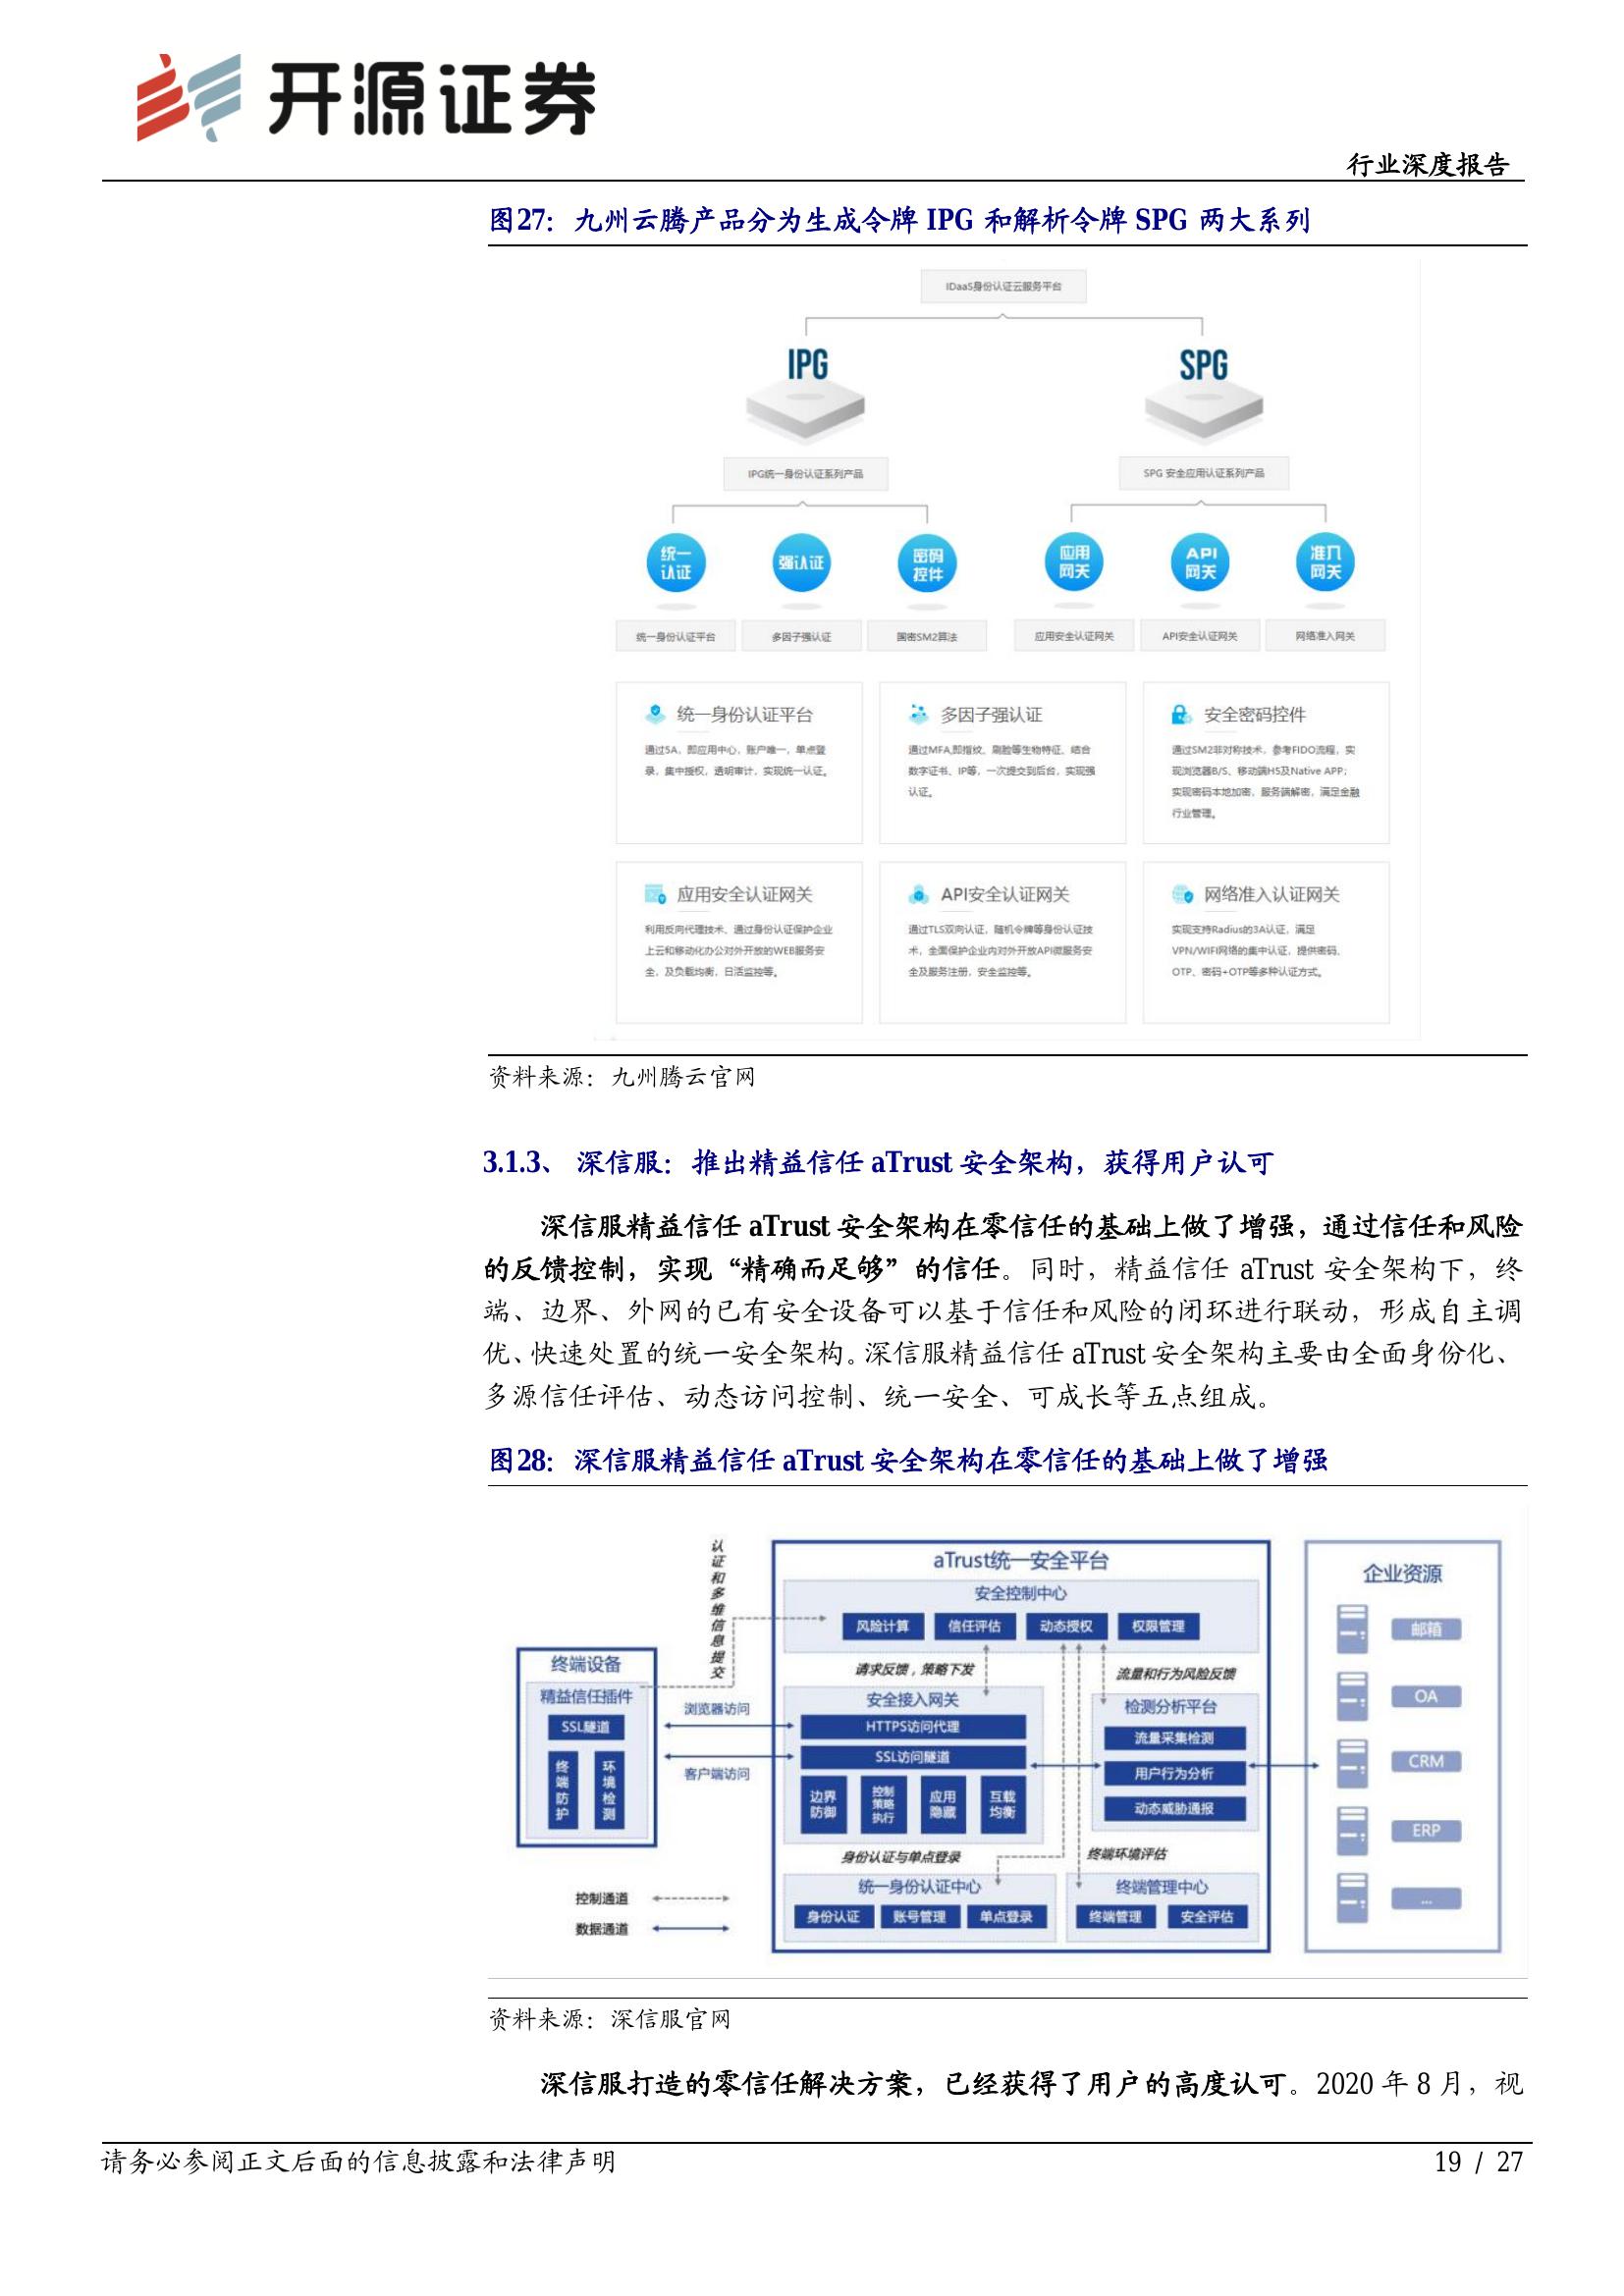 开源证券
行业深度报告
图27：九州云腾产品分为生成令牌 IPG 和解析令牌 SPG 两大系列
IDaaS身份认证云服务平台
IPG
SPG
IPG统一身份认证系列产品
SPG 安全应用认证系列产品
统一
认证
强认证
密码
控件
应用
网关
API
网关
准入
网关
统一身份认证平台
多因子强认证
国密SM2算法
应用安全认证网关
API安全认证网关
网络准入网关
统一身份认证平台
通过5A，即应用中心，账户唯一，单点登
录，集中授权，透明审计，实现统一认证。
多因子强认证
通过MFA,即指纹、刷脸等生物特征、结合
数字证书、IP等，一次提交到后台，实现强
认证。
安全密码控件
通过SM2非对称技术，参考FIDO流程，实
现浏览器B/S、移动端H5及Native APP；
实现密码本地加密，服务端解密，满足金融
行业管理。
应用安全认证网关
利用反向代理技术、通过身份认证保护企业
上云和移动化办公对外开放的WEB服务安
全，及负载均衡，日活监控等。
API安全认证网关
通过TLS双向认证，随机令牌等身份认证技
术，全面保护企业内对外开放API微服务安
全及服务注册，安全监控等。
网络准入认证网关
实现支持Radius的3A认证，满足
VPN/WIFI网络的集中认证，提供密码、
OTP、密码+OTP等多种认证方式。
资料来源：九州腾云官网
3.1.3、 深信服：推出精益信任 aTrust 安全架构，获得用户认可
深信服精益信任 aTrust 安全架构在零信任的基础上做了增强，通过信任和风险
的反馈控制，实现“精确而足够”的信任。同时，精益信任 aTrust 安全架构下，终
端、边界、外网的已有安全设备可以基于信任和风险的闭环进行联动，形成自主调
优、快速处置的统一安全架构。深信服精益信任 aTrust 安全架构主要由全面身份化、
多源信任评估、动态访问控制、统一安全、可成长等五点组成。
图28：深信服精益信任 aTrust 安全架构在零信任的基础上做了增强
认证和多维信息提交
aTrust统一安全平台
安全控制中心
风险计算
信任评估
动态授权
权限管理
请求反馈，策略下发
流量和行为风险反馈
终端设备
精益信任插件
SSL隧道
终端防护
环境检测
浏览器访问
客户端访问
安全接入网关
HTTPS访问代理
SSL访问隧道
边界
防御
控制
策略
执行
应用
隐藏
互载
均衡
检测分析平台
流量采集检测
用户行为分析
动态威胁通报
身份认证与单点登录
终端环境评估
统一身份认证中心
身份认证
账号管理
单点登录
终端管理中心
终端管理
安全评估
控制通道
数据通道
企业资源
邮箱
OA
CRM
ERP
...
资料来源：深信服官网
深信服打造的零信任解决方案，已经获得了用户的高度认可。2020 年 8 月，视
请务必参阅正文后面的信息披露和法律声明
19 / 27